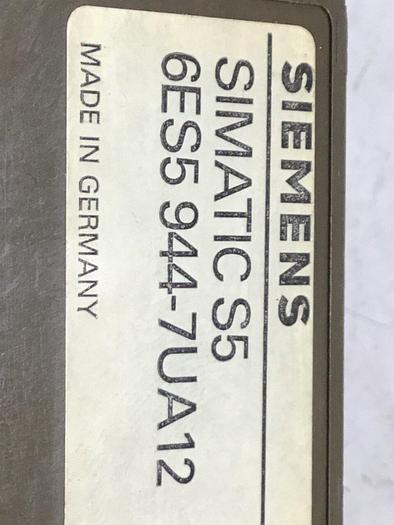 SIEMENS
SIMATIC S5
6ES5 944-7UA12
MADE IN GERMANY